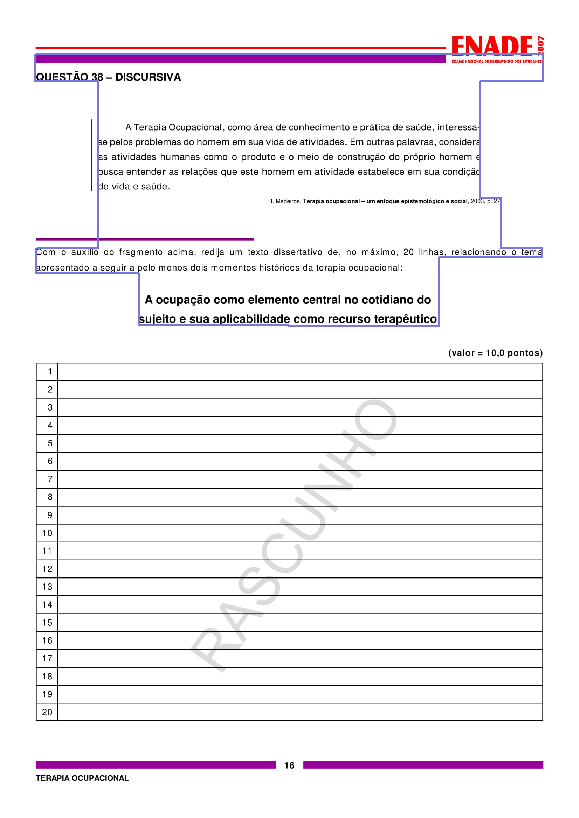 ENADE 2007
EXAME NACIONAL DE DESEMPENHO DOS ESTUDANTES
QUESTÃO 38 – DISCURSIVA
A Terapia Ocupacional, como área de conhecimento e prática de saúde, interessa-
se pelos problemas do homem em sua vida de atividades. Em outras palavras, considera
as atividades humanas como o produto e o meio de construção do próprio homem e
busca entender as relações que este homem em atividade estabelece em sua condição
de vida e saúde.
Medeiros. Terapia ocupacional – um enfoque epistemológico e social,
Com o auxílio do fragmento acima, redija um texto dissertativo de, no máximo, 20 linhas, relacionando o tema
apresentado a seguir a pelo menos dois momentos históricos da terapia ocupacional:
A ocupação como elemento central no cotidiano do
sujeito e sua aplicabilidade como recurso terapêutico
(valor = 10,0 pontos)
1
2
3
4
5
6
7
8
9
10
11
12
13
14
15
16
17
18
19
20
RASCUNHO
16
TERAPIA OCUPACIONAL